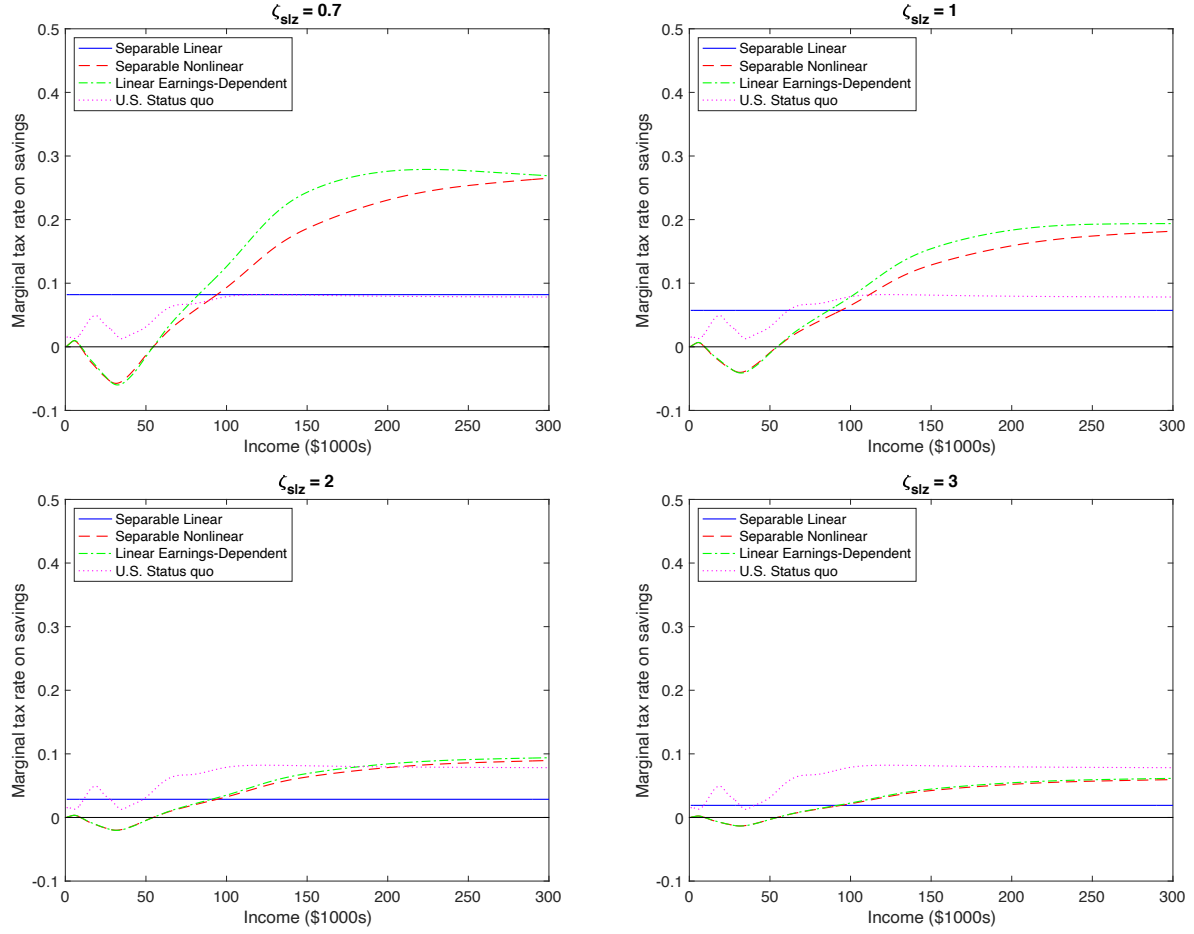 ζs|z = 0.7
0.5
0.4
0.3
0.2
0.1
0
-0.1
Marginal tax rate on savings
Separable Linear
Separable Nonlinear
Linear Earnings-Dependent
U.S. Status quo
0 50 100 150 200 250 300
Income ($1000s)
ζs|z = 1
0.5
0.4
0.3
0.2
0.1
0
-0.1
Marginal tax rate on savings
Separable Linear
Separable Nonlinear
Linear Earnings-Dependent
U.S. Status quo
0 50 100 150 200 250 300
Income ($1000s)
ζs|z = 2
0.5
0.4
0.3
0.2
0.1
0
-0.1
Marginal tax rate on savings
Separable Linear
Separable Nonlinear
Linear Earnings-Dependent
U.S. Status quo
0 50 100 150 200 250 300
Income ($1000s)
ζs|z = 3
0.5
0.4
0.3
0.2
0.1
0
-0.1
Marginal tax rate on savings
Separable Linear
Separable Nonlinear
Linear Earnings-Dependent
U.S. Status quo
0 50 100 150 200 250 300
Income ($1000s)